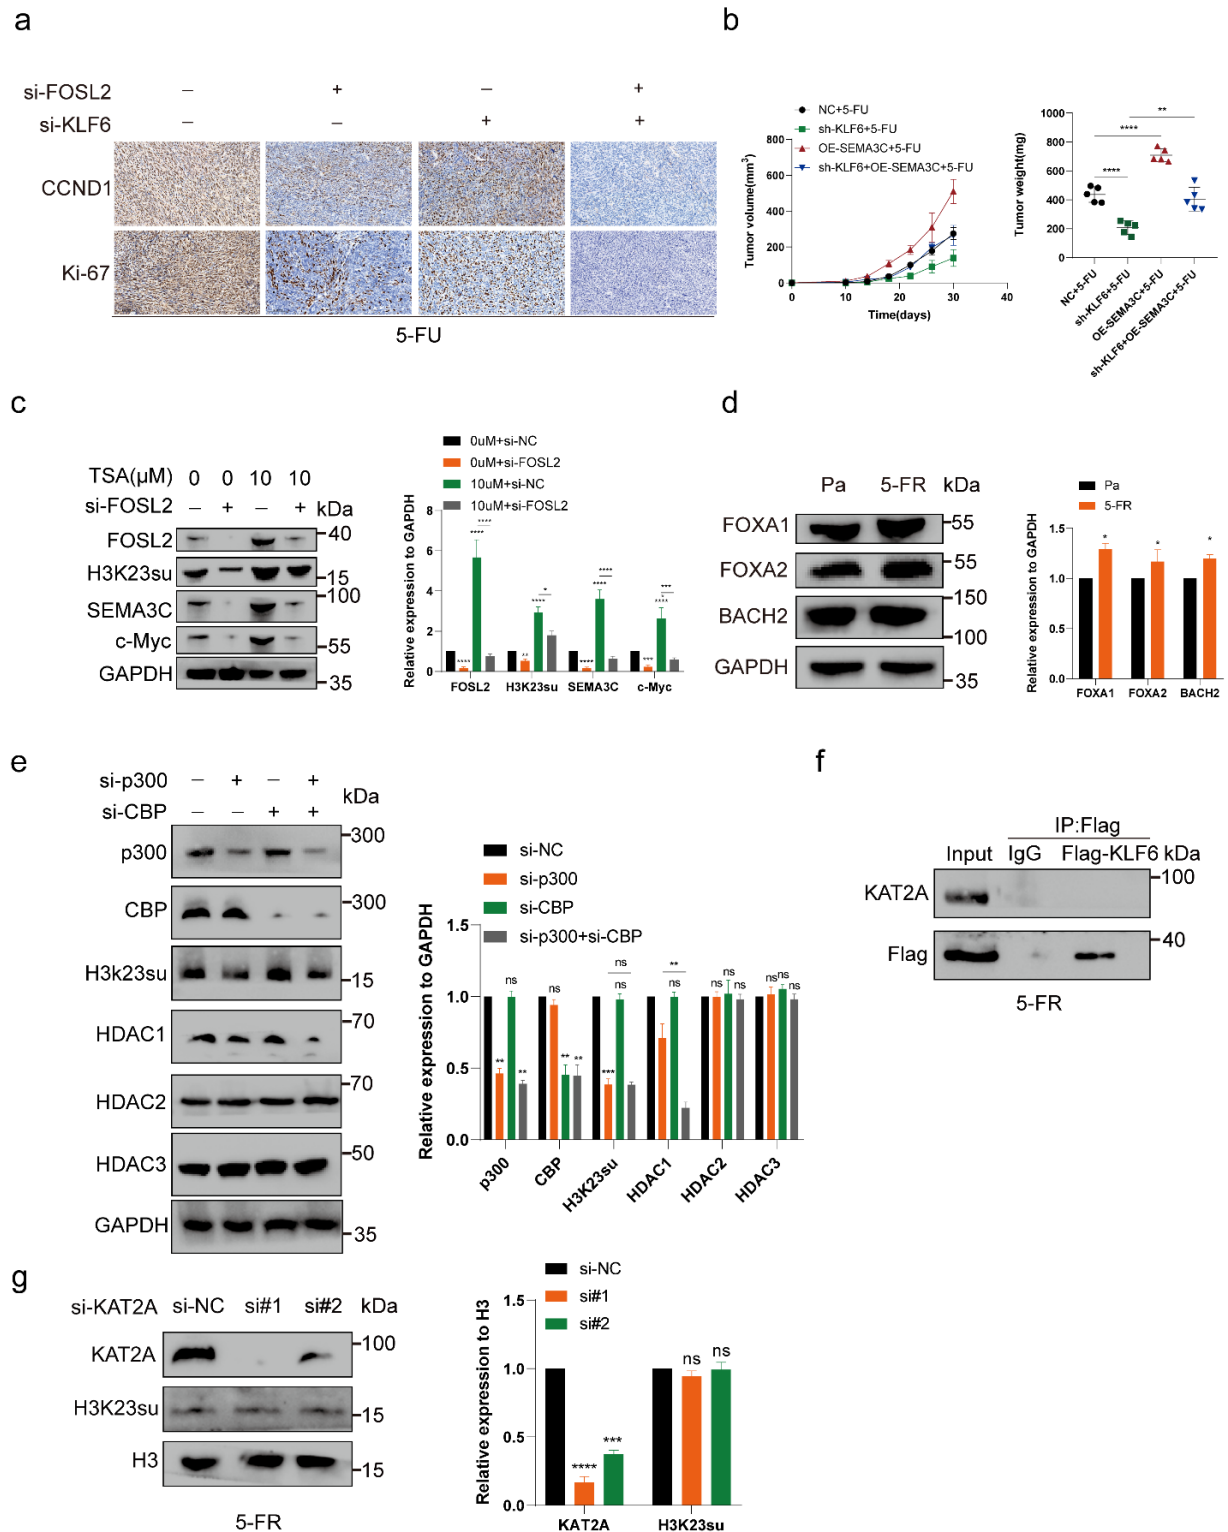 a
si-FOSL2 – + – +
si-KLF6 – – + +
CCND1
Ki-67
5-FU
b
NC+5-FU
sh-KLF6+5-FU
OE-SEMA3C+5-FU
sh-KLF6+OE-SEMA3C+5-FU
Tumor volume(mm³)
800
600
400
200
0
0 10 20 30 40
Time(days)
Tumor weight(mg)
1000
800
600
400
200
0
**
****
****
NC+5-FU
sh-KLF6+5-FU
OE-SEMA3C+5-FU
sh-KLF6+OE-SEMA3C+5-FU
c
TSA(μM) 0 0 10 10
si-FOSL2 – + – + kDa
FOSL2 40
H3K23su 15
SEMA3C 100
c-Myc 55
GAPDH 35
0uM+si-NC
0uM+si-FOSL2
10uM+si-NC
10uM+si-FOSL2
Relative expression to GAPDH
8
6
4
2
0
**** **** ****
**** * **** ****
** **** *** ****
***
FOSL2 H3K23su SEMA3C c-Myc
d
Pa 5-FR kDa
FOXA1 55
FOXA2 55
BACH2 150
100
GAPDH 35
Pa
5-FR
Relative expression to GAPDH
1.5
1.0
0.5
0.0
* * *
FOXA1 FOXA2 BACH2
e
si-p300 – + – +
si-CBP – – + +
kDa
p300 300
CBP 300
H3k23su 15
HDAC1 70
HDAC2 70
HDAC3 50
GAPDH 35
si-NC
si-p300
si-CBP
si-p300+si-CBP
Relative expression to GAPDH
1.5
1.0
0.5
0.0
ns ns ns ** ns ns ns ns ns ns
ns ns
** ** ** ** ***
p300 CBP H3K23su HDAC1 HDAC2 HDAC3
f
IP:Flag
Input IgG Flag-KLF6 kDa
KAT2A 100
Flag 40
5-FR
g
si-KAT2A si-NC si#1 si#2 kDa
KAT2A 100
H3K23su 15
H3 15
5-FR
si-NC
si#1
si#2
Relative expression to H3
1.5
1.0
0.5
0.0
**** *** ns ns
KAT2A H3K23su